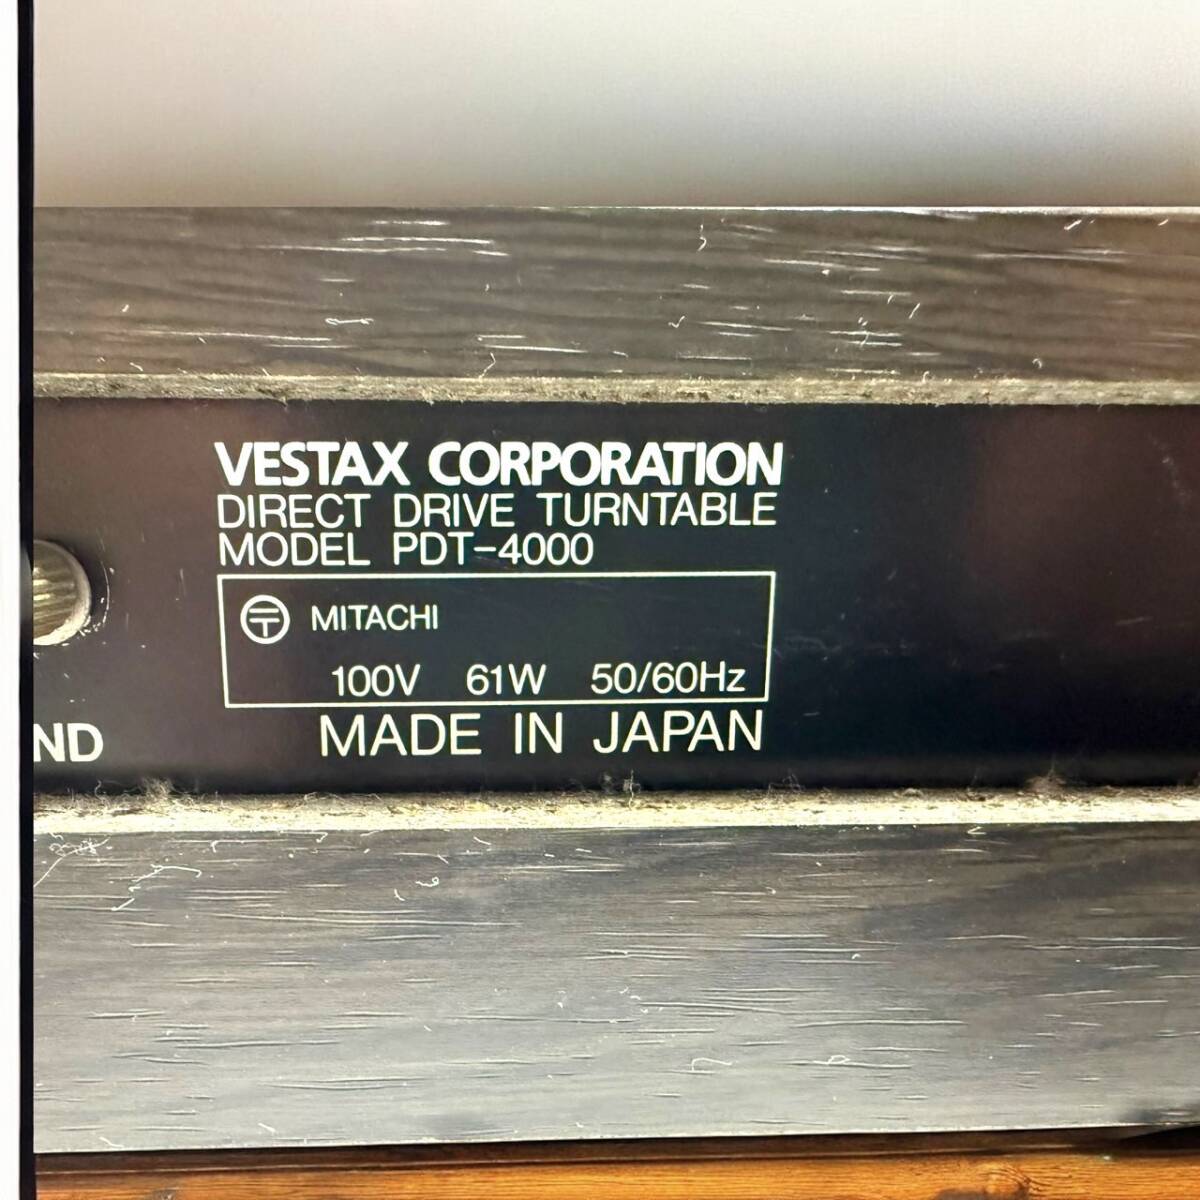 VESTAX CORPORATION
DIRECT DRIVE TURNTABLE
MODEL PDT-4000
MITACHI
100V 61W 50/60Hz
ND
MADE IN JAPAN